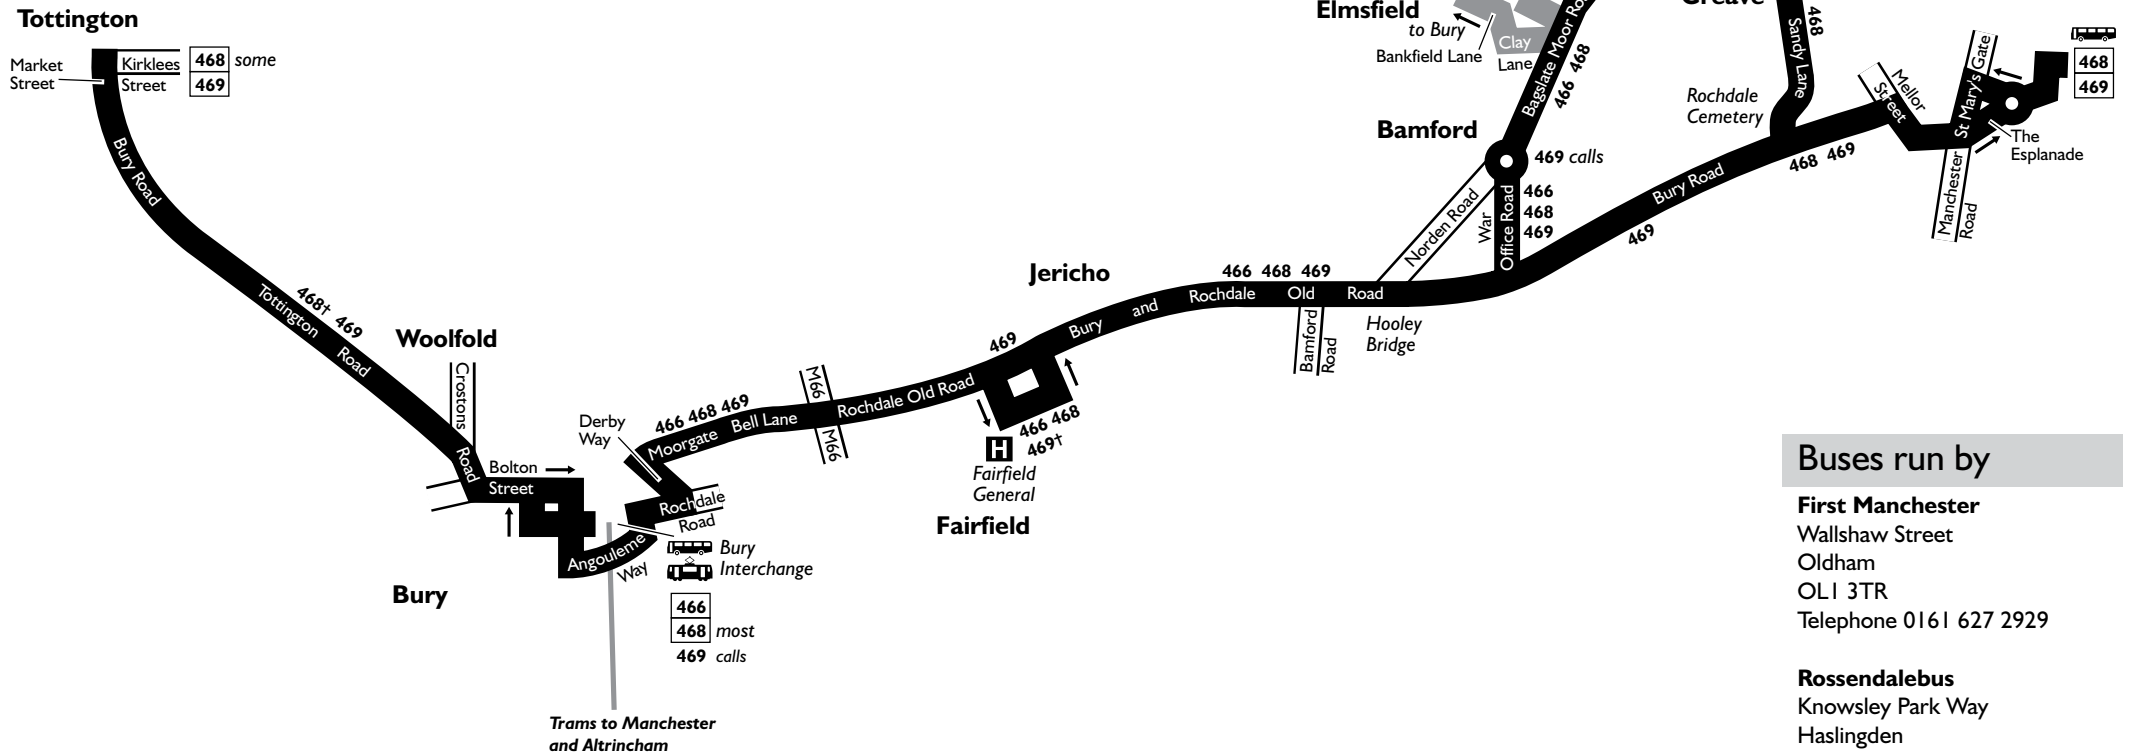 Tottington
Market
Street
Kirklees
Street
468 some
469
Bury Road
Tottington Road
468† 469
Woolfold
Crostons
Road
Bolton
Street
Bury
Angouleme
Way
Derby
Way
Rochdale
Road
Bury
Interchange
466
468 most
469 calls
Trams to Manchester
and Altrincham
466 468 469
Moorgate
Bell Lane
M66
M66
Rochdale Old Road
469
466 468
469†
H
Fairfield
General
Fairfield
Jericho
Bury and Rochdale Old Road
466 468 469
Bamford
Road
Hooley
Bridge
Norden Road
War
Office Road
466
468
469
Bamford
469 calls
Elmsfield
to Bury
Bankfield Lane
Clay
Lane
Bagslate Moor Roa
466 468
Greave
468
Sandy Lane
Rochdale
Cemetery
Bury Road
469
468 469
Mellor
Street
St Mary's Gate
Manchester
Road
The
Esplanade
468
469
Buses run by
First Manchester
Wallshaw Street
Oldham
OL1 3TR
Telephone 0161 627 2929
Rossendalebus
Knowsley Park Way
Haslingden